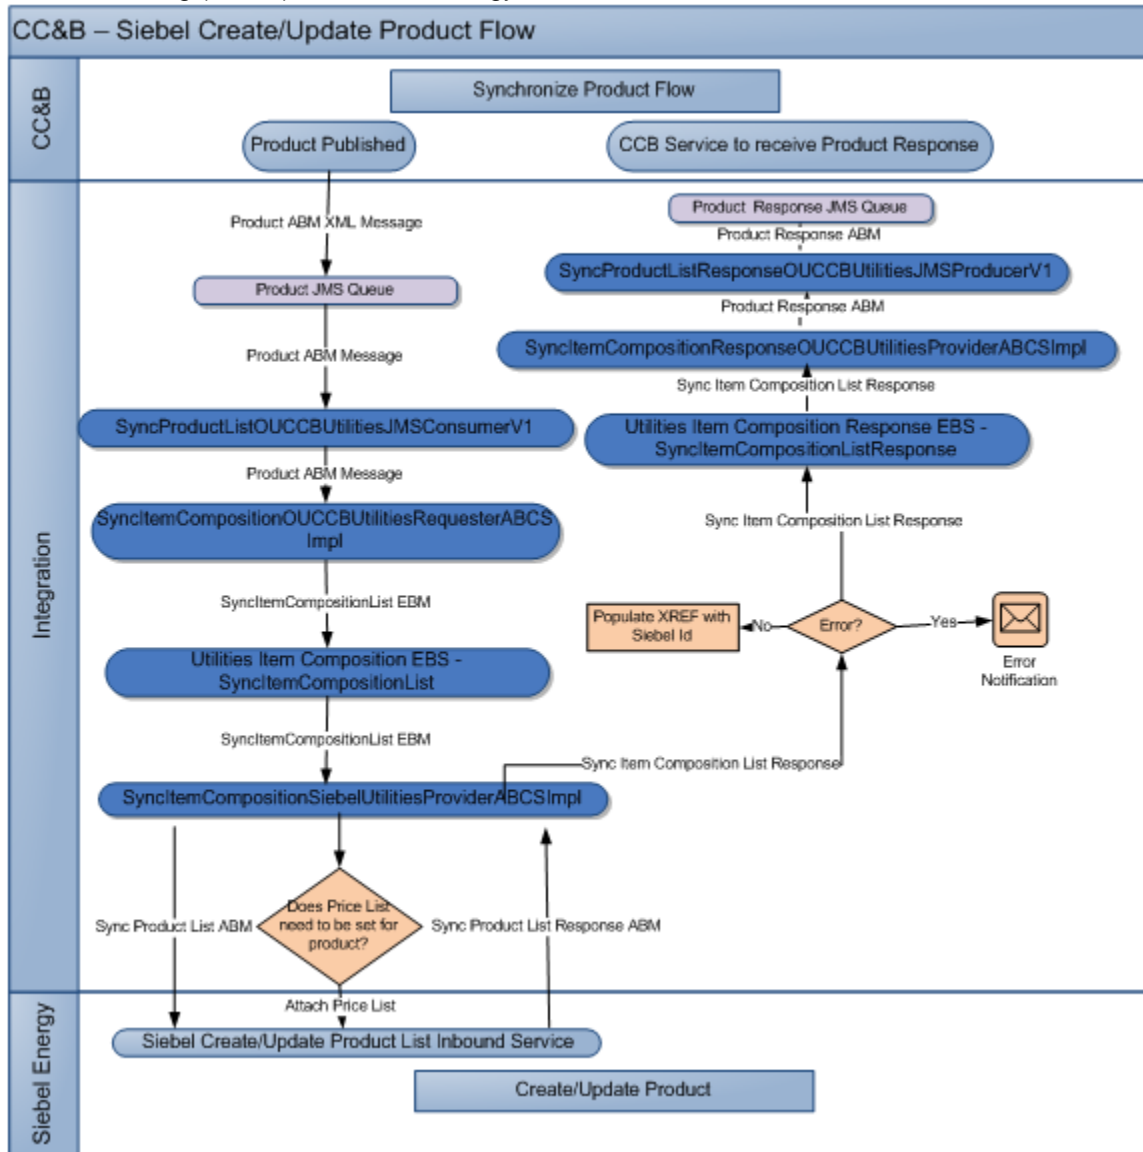 CC&B – Siebel Create/Update Product Flow
CC&B
Synchronize Product Flow
Product Published
CCB Service to receive Product Response
Integration
Product ABM XML Message
Product JMS Queue
Product ABM Message
SyncProductListOUCCBUtilitiesJMSConsumerV1
Product ABM Message
SyncItemCompositionOUCCBUtilitiesRequesterABCS
Impl
SyncItemCompositionList EBM
Utilities Item Composition EBS -
SyncItemCompositionList
SyncItemCompositionList EBM
SyncItemCompositionSiebelUtilitiesProviderABCSImpl
Product Response JMS Queue
Product Response ABM
SyncProductListResponseOUCCBUtilitiesJMSProducerV1
Product Response ABM
SyncItemCompositionResponseOUCCBUtilitiesProviderABCSImpl
Sync Item Composition List Response
Utilities Item Composition Response EBS -
SyncItemCompositionListResponse
Sync Item Composition List Response
Populate XREF with
Siebel Id
No
Error?
Yes
Error
Notification
Sync Item Composition List Response
Sync Product List ABM
Does Price List
need to be set for
product?
Sync Product List Response ABM
Attach Price List
Siebel Energy
Siebel Create/Update Product List Inbound Service
Create/Update Product